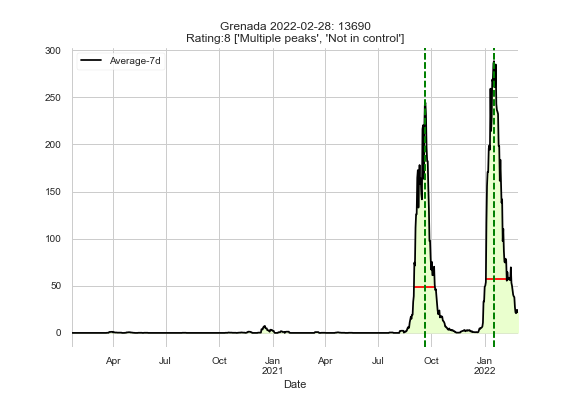 Grenada 2022-02-28: 13690
Rating:8 ['Multiple peaks', 'Not in control']
Average-7d
300
250
200
150
100
50
0
Apr Jul Oct Jan Apr Jul Oct Jan
2021 2022
Date